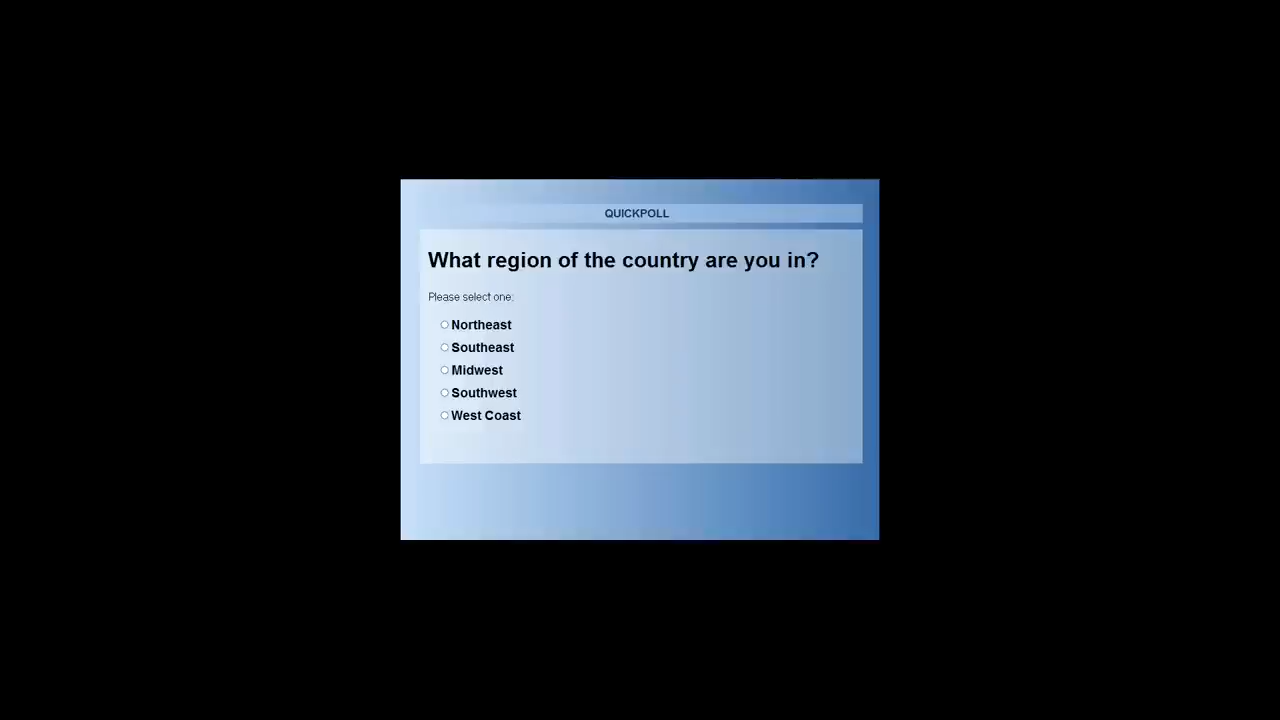 QUICKPOLL
What region of the country are you in?
Please select one:
Northeast
Southeast
Midwest
Southwest
West Coast